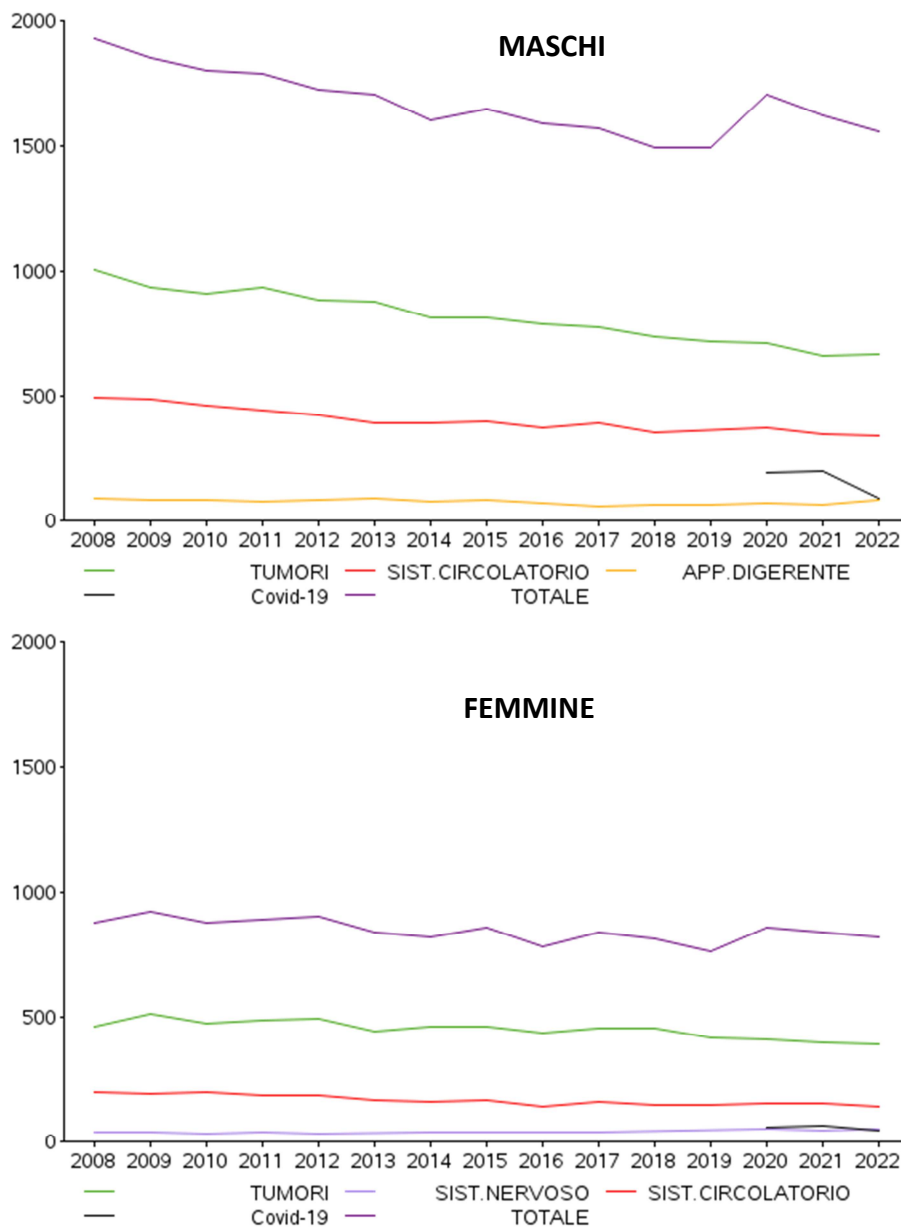 MASCHI
2000
1500
1000
500
0
2008 2009 2010 2011 2012 2013 2014 2015 2016 2017 2018 2019 2020 2021 2022
TUMORI SIST.CIRCOLATORIO APP.DIGERENTE
Covid-19 TOTALE
FEMMINE
2000
1500
1000
500
0
2008 2009 2010 2011 2012 2013 2014 2015 2016 2017 2018 2019 2020 2021 2022
TUMORI SIST.NERVOSO SIST.CIRCOLATORIO
Covid-19 TOTALE